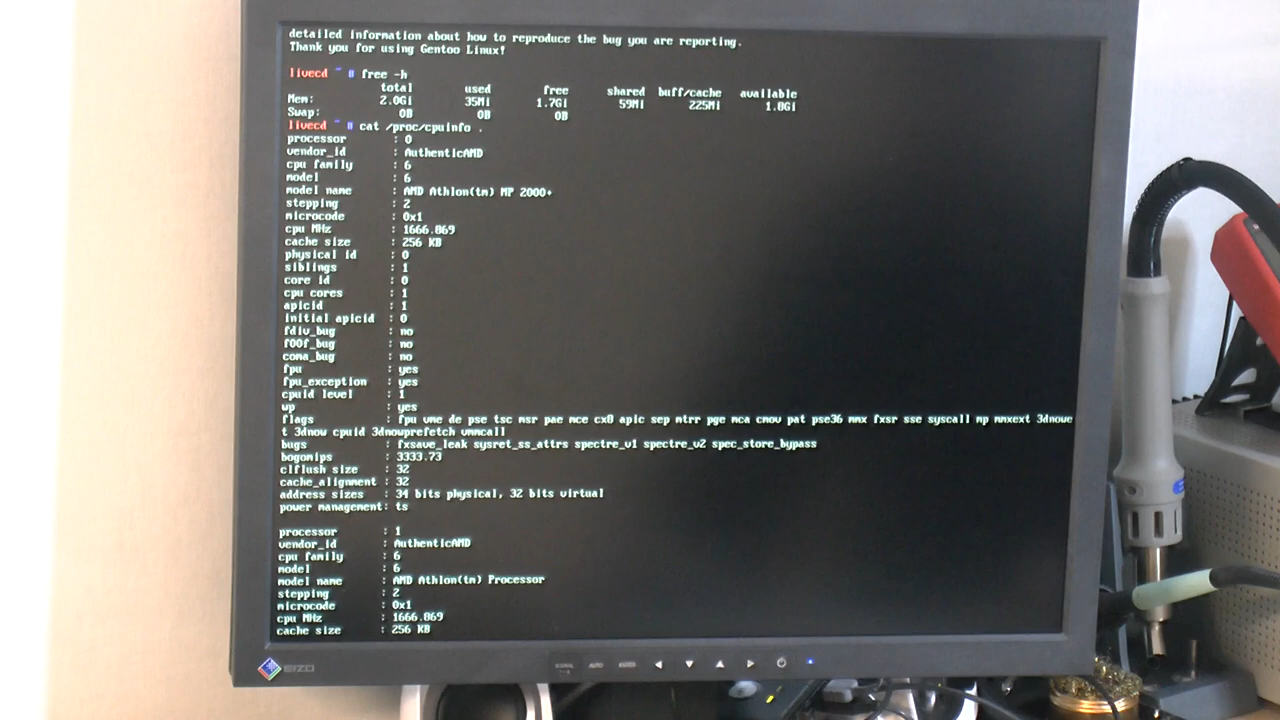 detailed information about how to reproduce the bug you are reporting.
Thank you for using Gentoo Linux!
livecd ~ # free -h
total used free shared buff/cache available
Mem: 2.0Gi 35Mi 1.7Gi 59Mi 225Mi 1.8Gi
Swap: 0B 0B 0B
livecd ~ # cat /proc/cpuinfo .
processor : 0
vendor_id : AuthenticAMD
cpu family : 6
model : 6
model name : AMD Athlon(tm) MP 2000+
stepping : 2
microcode : 0x1
cpu MHz : 1666.869
cache size : 256 KB
physical id : 0
siblings : 1
core id : 0
cpu cores : 1
apicid : 1
initial apicid : 0
fdiv_bug : no
f00f_bug : no
coma_bug : no
fpu : yes
fpu_exception : yes
cpuid level : 1
wp : yes
flags : fpu vme de pse tsc msr pae mce cx8 apic sep mtrr pge mca cmov pat pse36 mmx fxsr sse syscall mp mmxext 3dnowe
t 3dnow cpuid 3dnowprefetch vmmcall
bugs : fxsave_leak sysret_ss_attrs spectre_v1 spectre_v2 spec_store_bypass
bogomips : 3333.73
clflush size : 32
cache_alignment : 32
address sizes : 34 bits physical, 32 bits virtual
power management: ts
processor : 1
vendor_id : AuthenticAMD
cpu family : 6
model : 6
model name : AMD Athlon(tm) Processor
stepping : 2
microcode : 0x1
cpu MHz : 1666.869
cache size : 256 KB
EIZO
SIGNAL AUTO ENTER